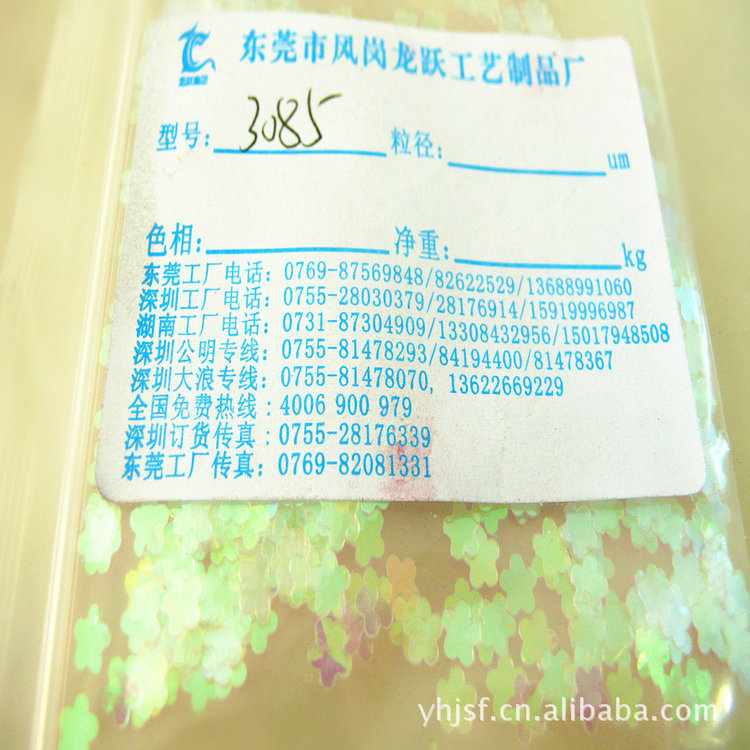 东莞市凤岗龙跃工艺制品厂
龙跃集团
型号: 3085 粒径: um
色相: 净重: kg
东莞工厂电话: 0769-87569848/82622529/13688991060
深圳工厂电话: 0755-28030379/28176914/15919996987
湖南工厂电话: 0731-87304909/13308432956/15017948508
深圳公明专线: 0755-81478293/84194400/81478367
深圳大浪专线: 0755-81478070, 13622669229
全国免费热线: 4006 900 979
深圳订货传真: 0755-28176339
东莞工厂传真: 0769-82081331
yhjsf.cn.alibaba.com